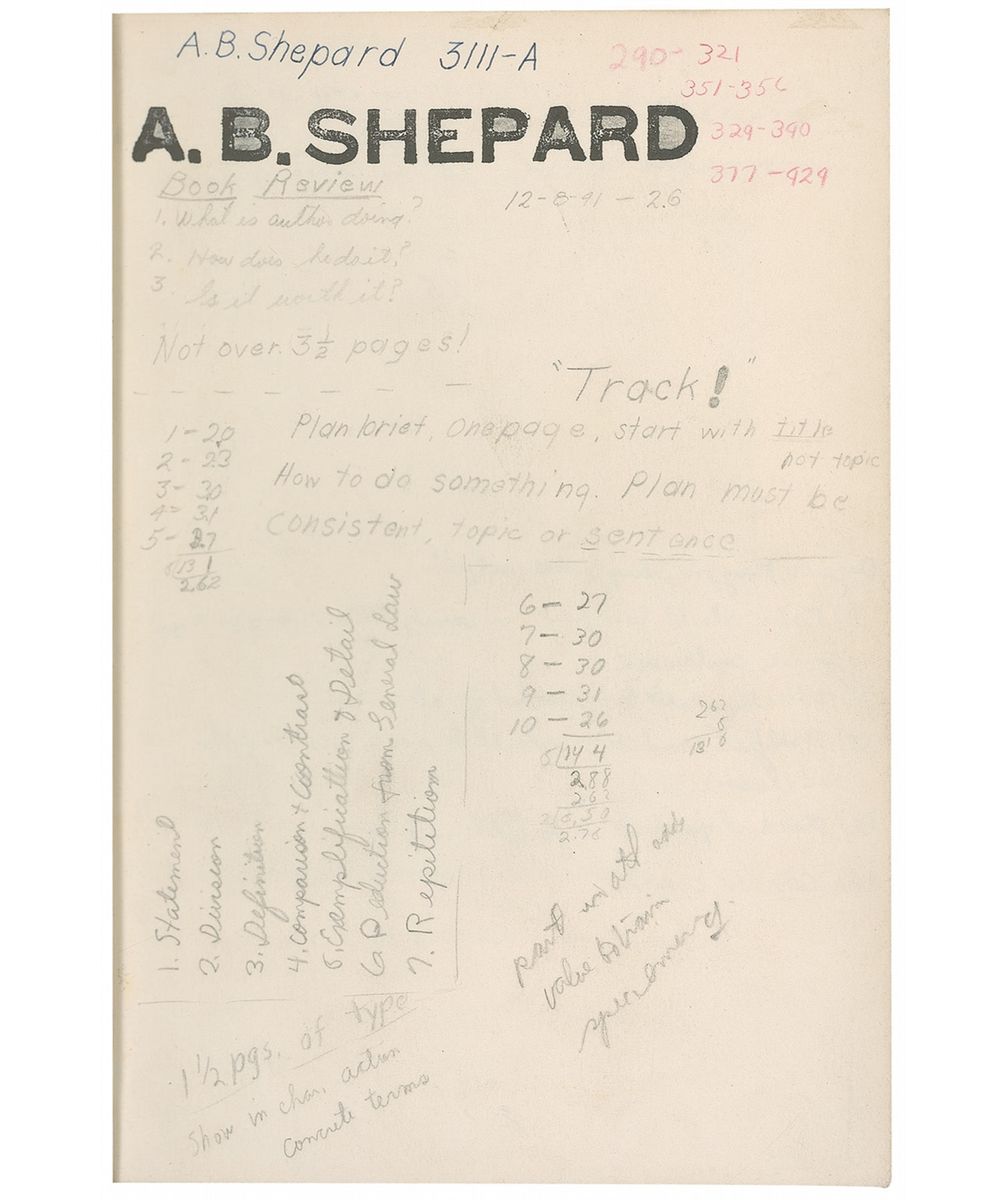 A.B.Shepard 3111-A
290- 321
351-356
A.B.SHEPARD
329-390
377-429
Book Review
12-8-41 - 2.6
1. What is author doing?
2. How does he do it?
3. Is it worth it?
Not over 3½ pages!
"Track!"
1-20
2-23
3-30
4-31
5-27
5/131
2.62
Plan brief, One page, start with title
not topic
How to do something. Plan must be
consistent, topic or sentence
6-27
7-30
8-30
9-31
10-26
5/144
2.88
2.62
2/5.50
2.76
1. Statement
2. Division
3. Definition
4. Comparison + Contrast
5. Exemplification & Detail
6 Deduction from General Law
7. Repitition
value
1½ pgs. of type
Show in char, action
concrete terms